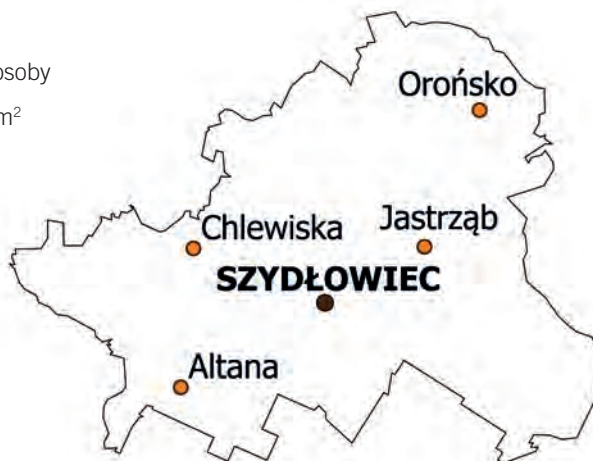 osoby
m²
Orońsko
Chlewiska
Jastrząb
SZYDŁOWIEC
Altana